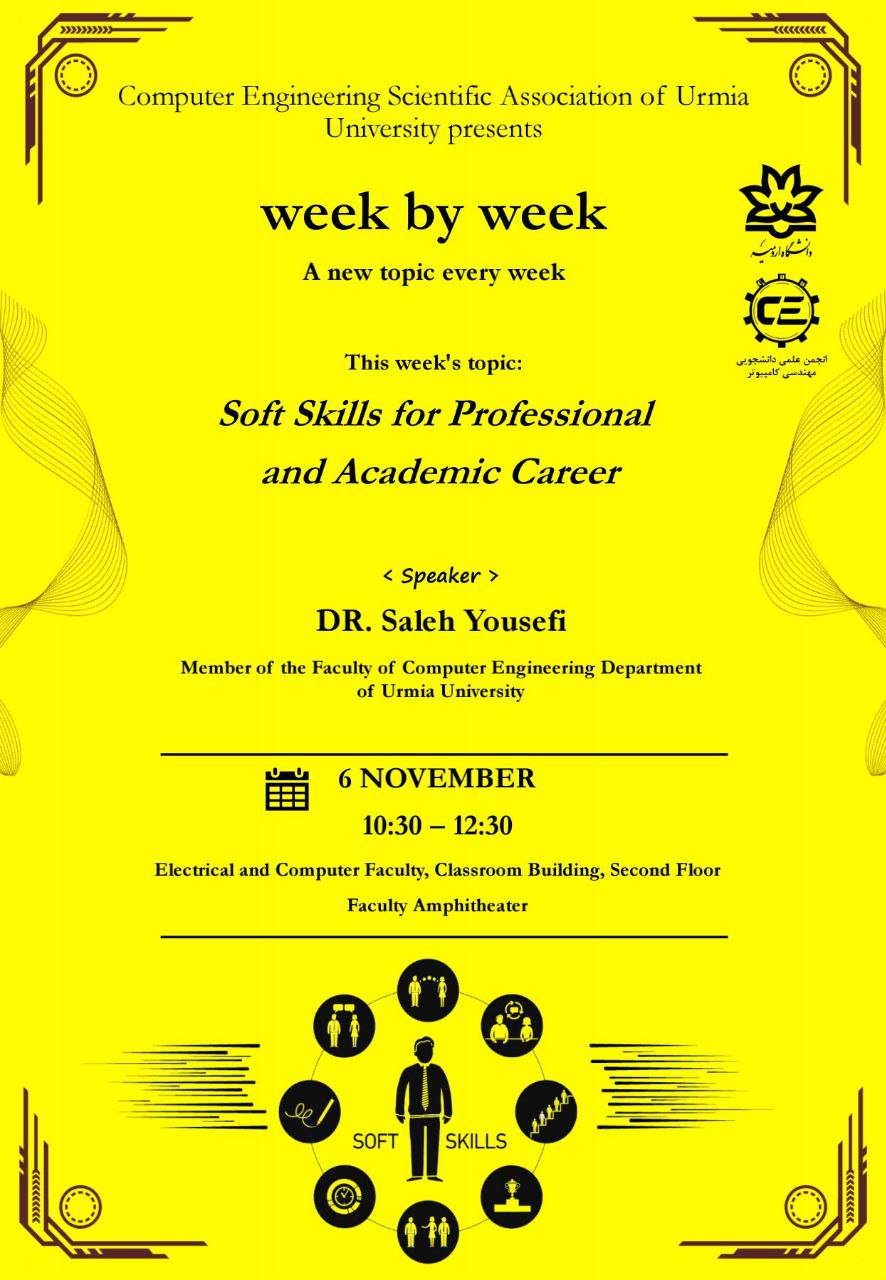 Computer Engineering Scientific Association of Urmia
University presents
week by week
A new topic every week
دانشگاه ارومیه
CE
انجمن علمی دانشجویی
مهندسی کامپیوتر
This week's topic:
Soft Skills for Professional
and Academic Career
< Speaker >
DR. Saleh Yousefi
Member of the Faculty of Computer Engineering Department
of Urmia University
6 NOVEMBER
10:30 – 12:30
Electrical and Computer Faculty, Classroom Building, Second Floor
Faculty Amphitheater
SOFT SKILLS